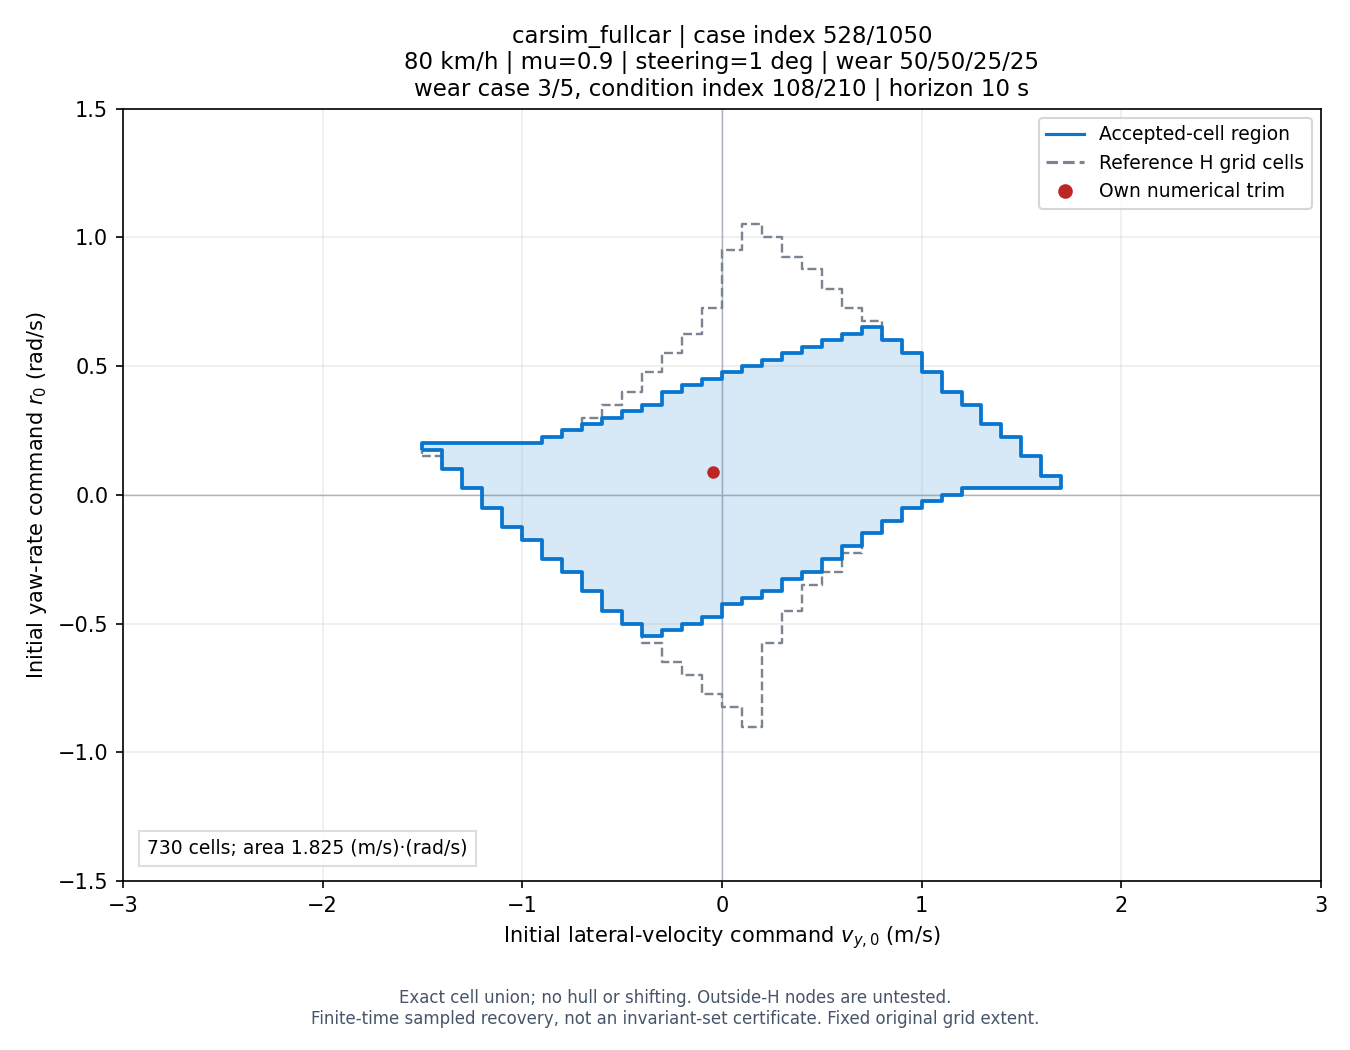 carsim_fullcar | case index 528/1050
80 km/h | mu=0.9 | steering=1 deg | wear 50/50/25/25
wear case 3/5, condition index 108/210 | horizon 10 s
Accepted-cell region
Reference H grid cells
Own numerical trim
1.5
1.0
0.5
0.0
−0.5
−1.0
−1.5
Initial yaw-rate command r0 (rad/s)
730 cells; area 1.825 (m/s)·(rad/s)
−3
−2
−1
0
1
2
3
Initial lateral-velocity command vy,0 (m/s)
Exact cell union; no hull or shifting. Outside-H nodes are untested.
Finite-time sampled recovery, not an invariant-set certificate. Fixed original grid extent.